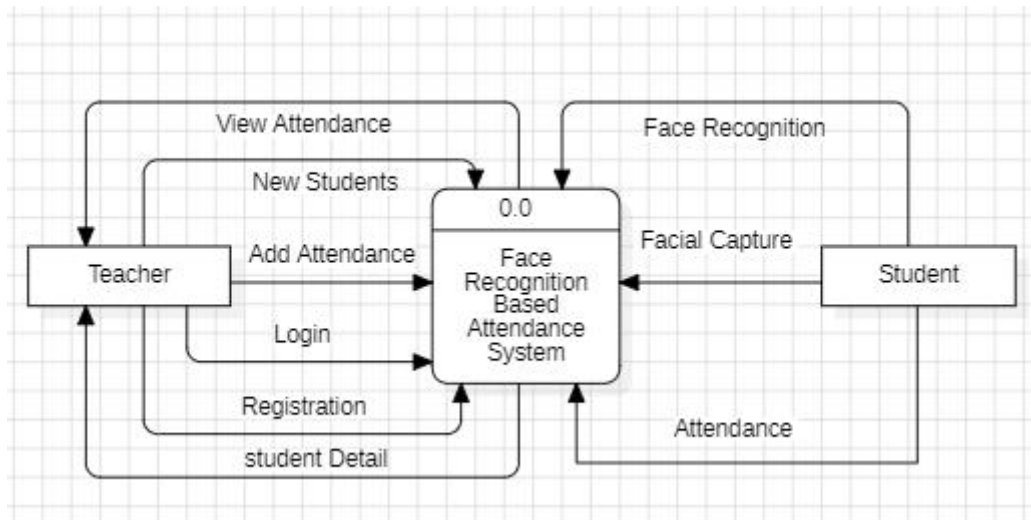 View Attendance
Face Recognition
New Students
0.0
Add Attendance
Facial Capture
Teacher
Face
Recognition
Based
Attendance
System
Student
Login
Registration
Attendance
student Detail